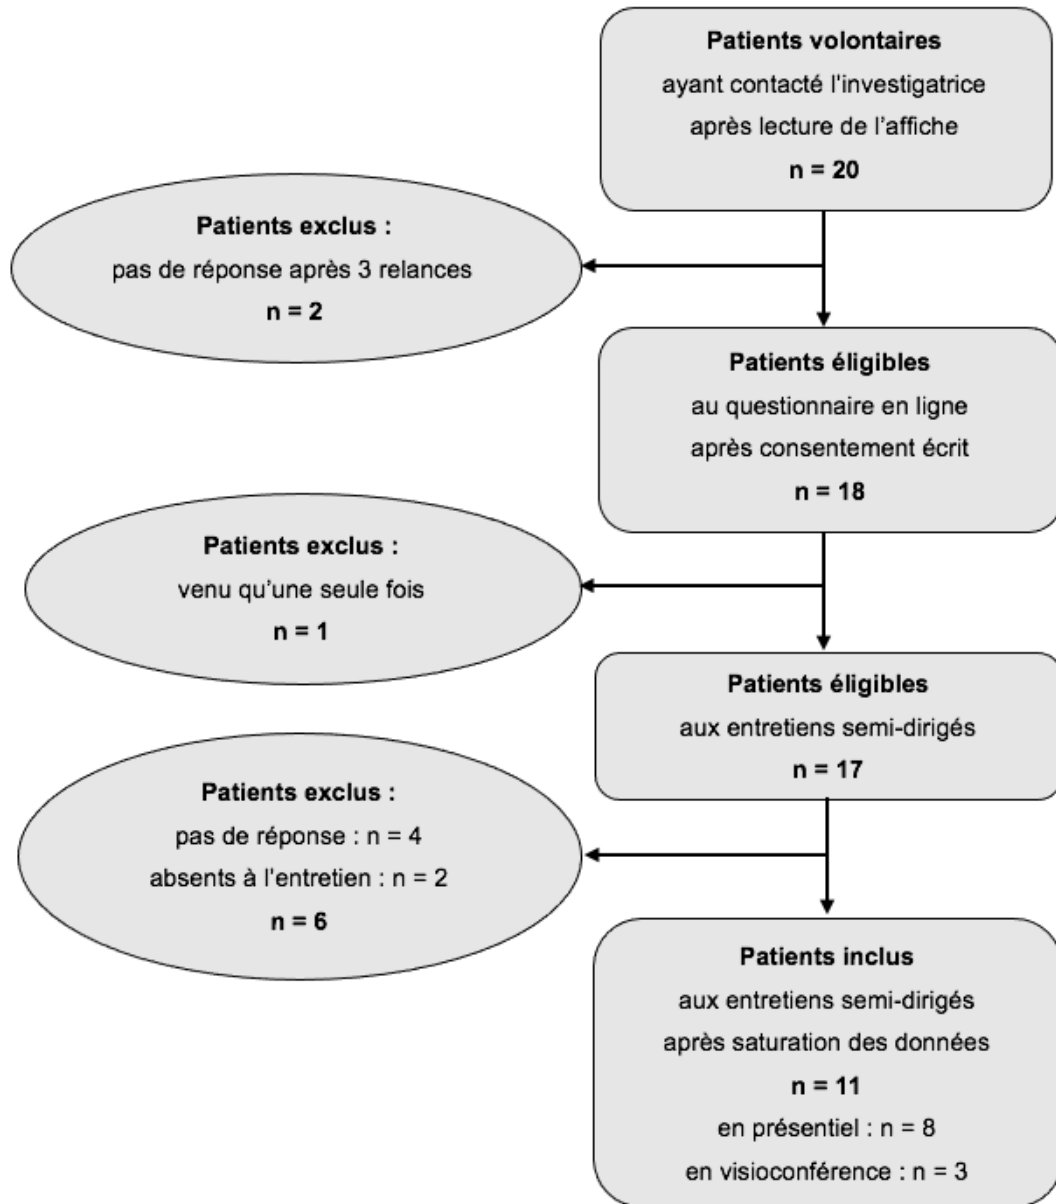 Patients volontaires
ayant contacté l'investigatrice
après lecture de l'affiche
n = 20
Patients exclus :
pas de réponse après 3 relances
n = 2
Patients éligibles
au questionnaire en ligne
après consentement écrit
n = 18
Patients exclus :
venu qu'une seule fois
n = 1
Patients éligibles
aux entretiens semi-dirigés
n = 17
Patients exclus :
pas de réponse : n = 4
absents à l'entretien : n = 2
n = 6
Patients inclus
aux entretiens semi-dirigés
après saturation des données
n = 11
en présentiel : n = 8
en visioconférence : n = 3